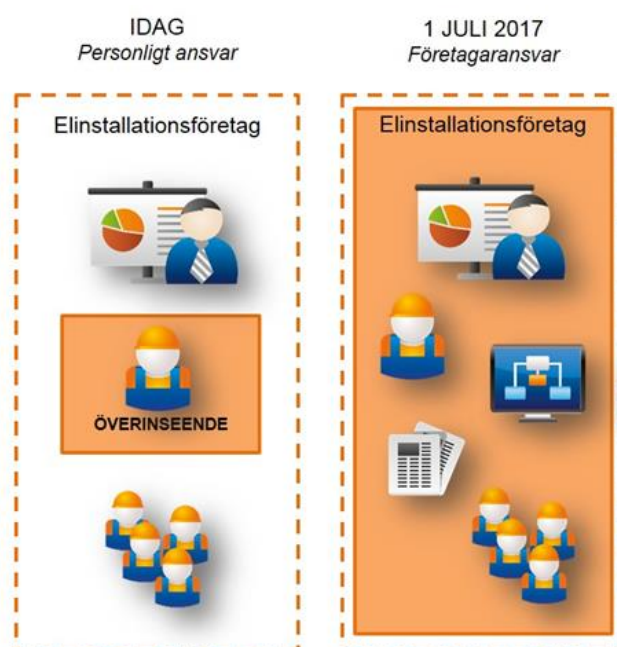 IDAG
Personligt ansvar
Elinstallationsföretag
ÖVERINSEENDE
1 JULI 2017
Företagaransvar
Elinstallationsföretag